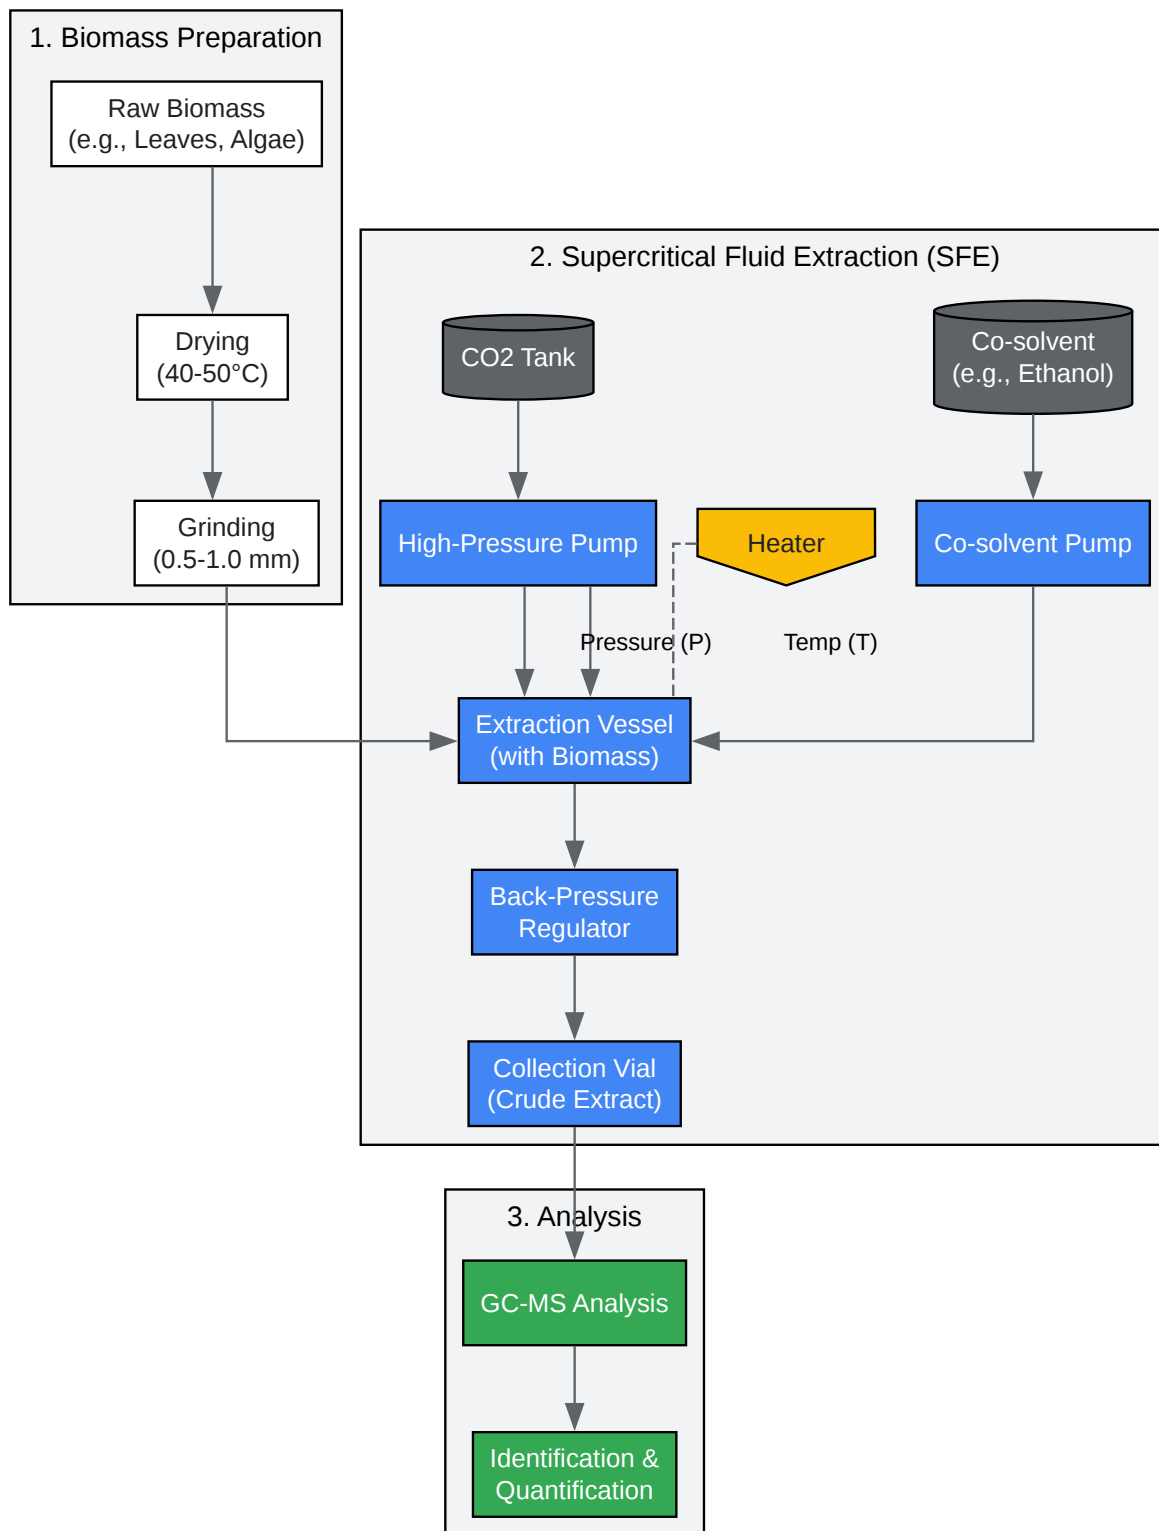 1. Biomass Preparation
Raw Biomass
(e.g., Leaves, Algae)
Drying
(40-50°C)
Grinding
(0.5-1.0 mm)
2. Supercritical Fluid Extraction (SFE)
CO2 Tank
Co-solvent
(e.g., Ethanol)
High-Pressure Pump
Heater
Co-solvent Pump
Pressure (P)
Temp (T)
Extraction Vessel
(with Biomass)
Back-Pressure
Regulator
Collection Vial
(Crude Extract)
3. Analysis
GC-MS Analysis
Identification &
Quantification